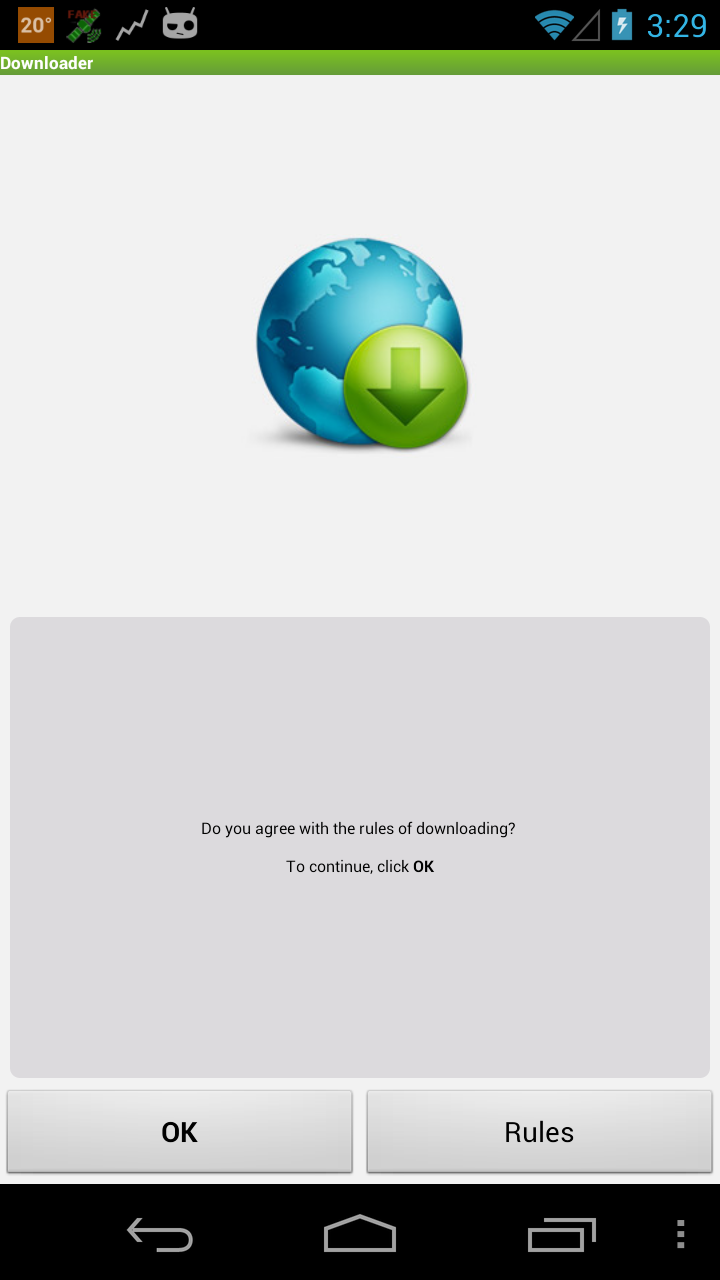 20°
FAKE
3:29
Downloader
Do you agree with the rules of downloading?
To continue, click OK
OK
Rules